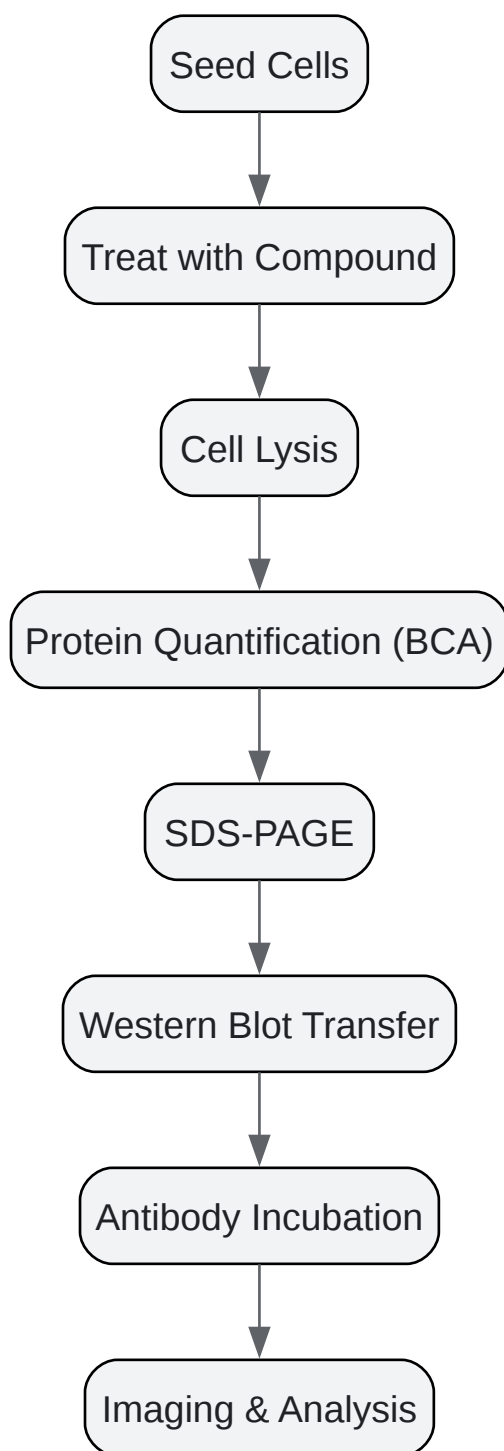 Seed Cells
Treat with Compound
Cell Lysis
Protein Quantification (BCA)
SDS-PAGE
Western Blot Transfer
Antibody Incubation
Imaging & Analysis